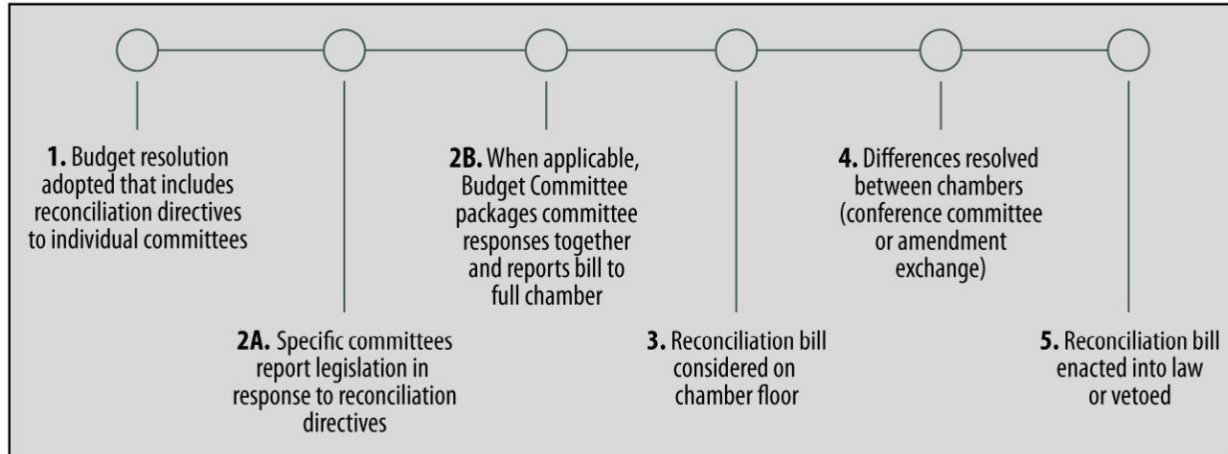 1. Budget resolution
adopted that includes
reconciliation directives
to individual committees
2A. Specific committees
report legislation in
response to reconciliation
directives
2B. When applicable,
Budget Committee
packages committee
responses together
and reports bill to
full chamber
3. Reconciliation bill
considered on
chamber floor
4. Differences resolved
between chambers
(conference committee
or amendment
exchange)
5. Reconciliation bill
enacted into law
or vetoed